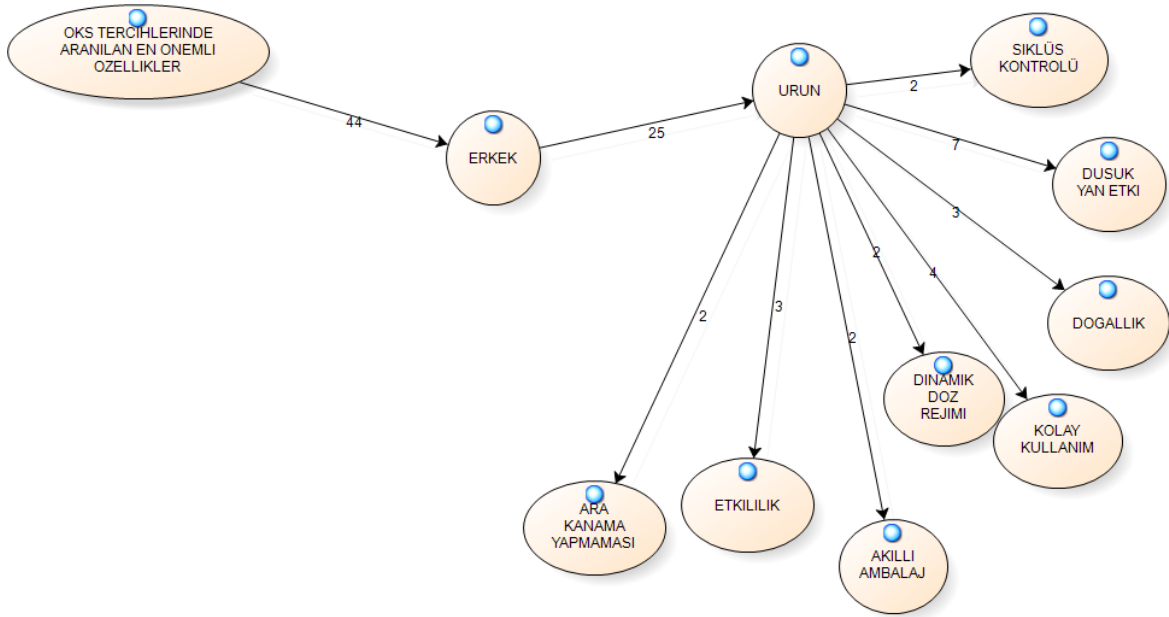 OKS TERCIHLERINDE
ARANILAN EN ONEMLI
OZELLIKLER
44
ERKEK
25
URUN
2
SIKLÜS
KONTROLÜ
7
DUSUK
YAN ETKI
3
DOGALLIK
4
KOLAY
KULLANIM
2
DINAMIK
DOZ
REJIMI
2
AKILLI
AMBALAJ
3
ETKILILIK
2
ARA
KANAMA
YAPMAMASI